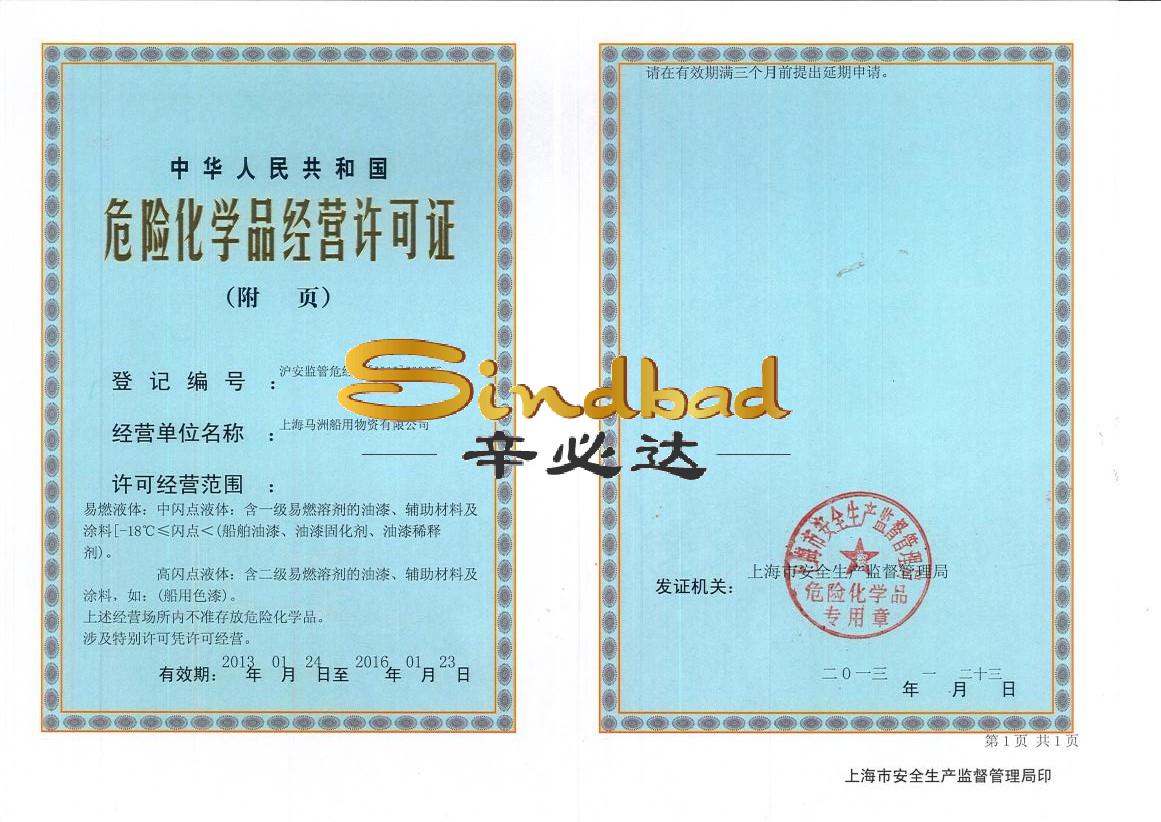 中华人民共和国
危险化学品经营许可证
（附 页）
登记编号： 沪安监管危经
经营单位名称： 上海马洲船用物资有限公司
许可经营范围：
易燃液体：中闪点液体：含一级易燃溶剂的油漆、辅助材料及
涂料[-18℃≤闪点<(船舶油漆、油漆固化剂、油漆稀释
剂)。
高闪点液体：含二级易燃溶剂的油漆、辅助材料及
涂料，如：(船用色漆)。
上述经营场所内不准存放危险化学品。
涉及特别许可凭许可经营。
有效期： 2013 年 01 月 24 日至 2016 年 01 月 23 日
Sindbad
辛必达
请在有效期满三个月前提出延期申请。
发证机关： 上海市安全生产监督管理局
上海市安全生产监督管理局
危险化学品
专用章
二0一三 年 一 月 二十三 日
第1页 共1页
上海市安全生产监督管理局印